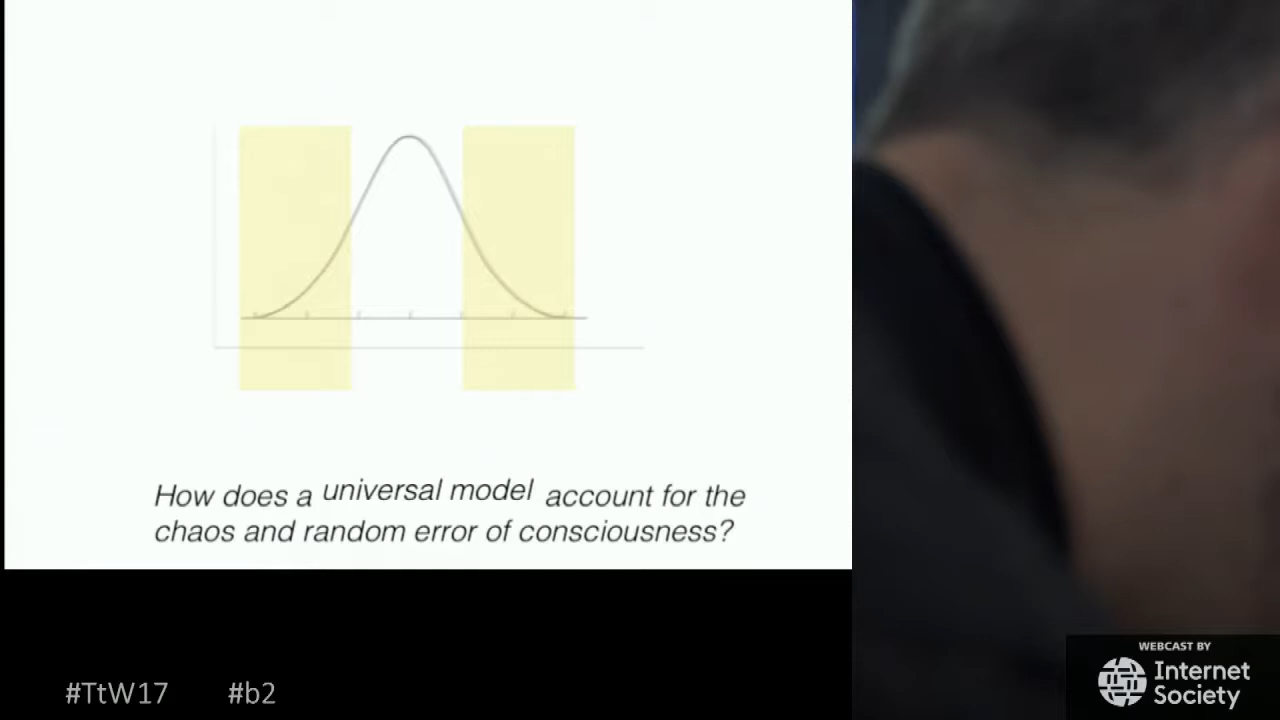 How does a universal model account for the
chaos and random error of consciousness?
#TtW17 #b2
WEBCAST BY
Internet
Society